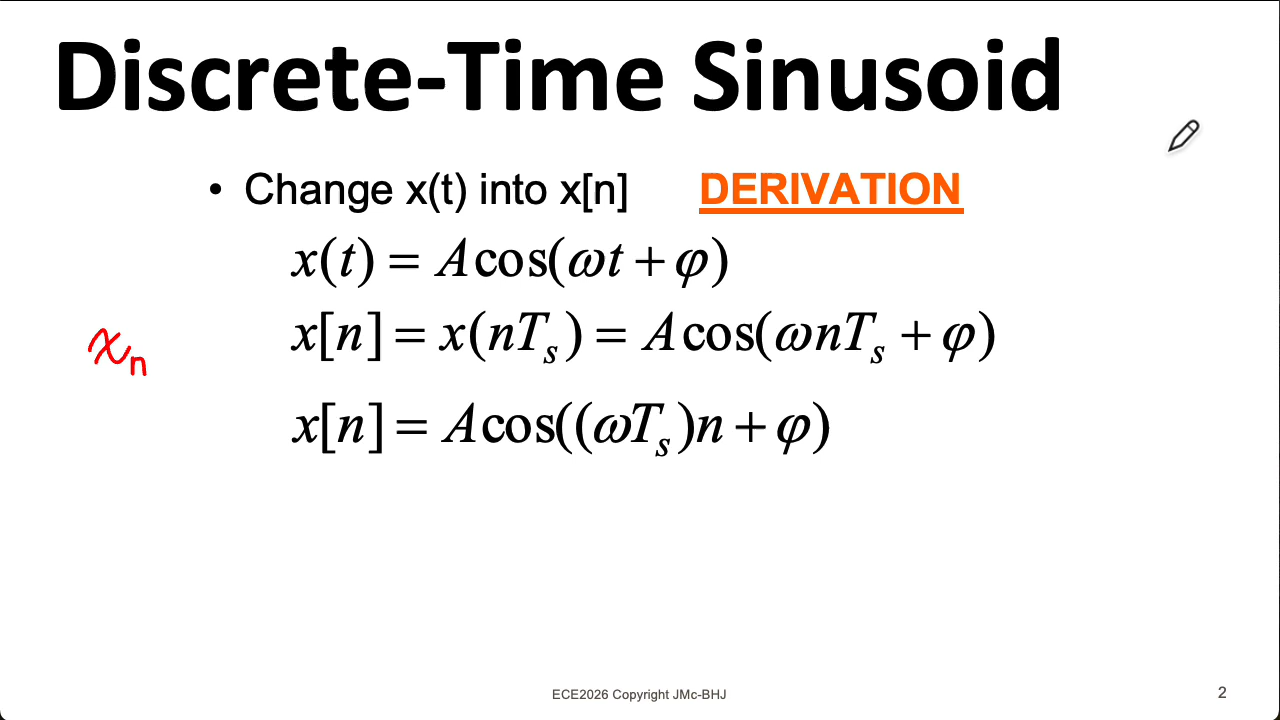 Discrete-Time Sinusoid
• Change x(t) into x[n] DERIVATION
x(t) = A cos(ωt + φ)
x[n] = x(nTₛ) = A cos(ωnTₛ + φ)
xₙ
x[n] = A cos((ωTₛ)n + φ)
ECE2026 Copyright JMc-BHJ
2